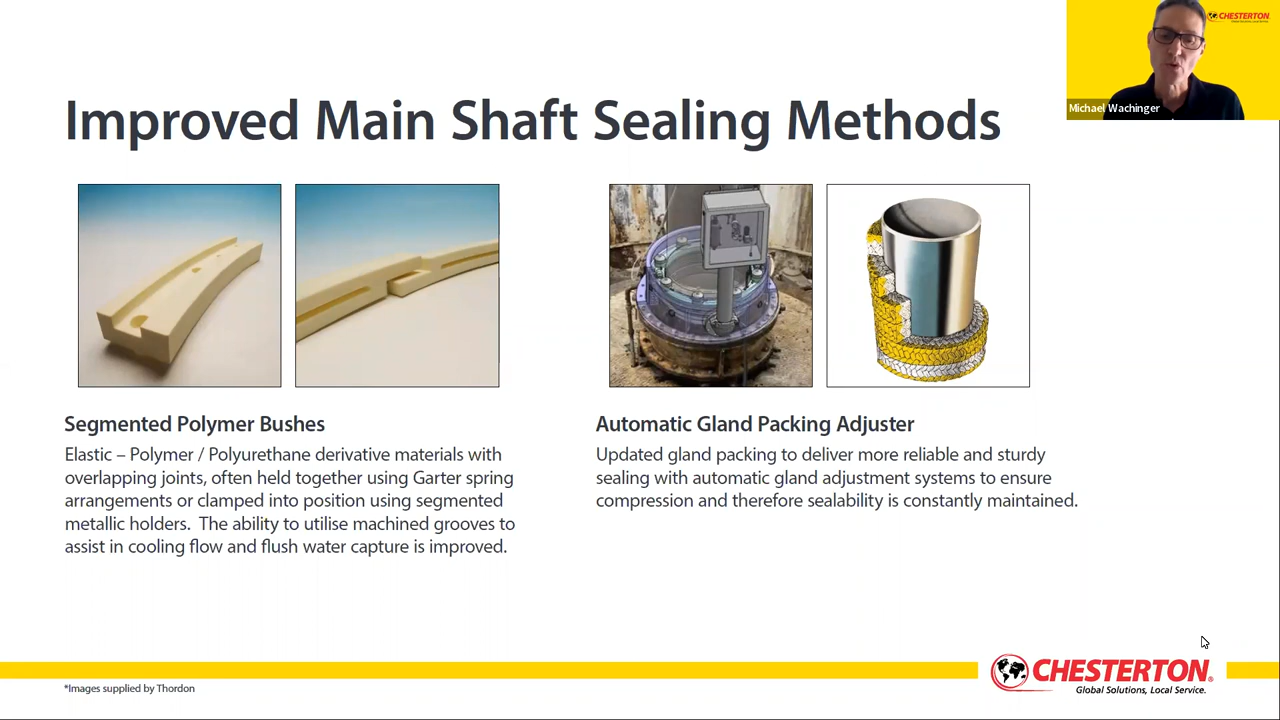 CHESTERTON
Michael Wachinger
Improved Main Shaft Sealing Methods
Segmented Polymer Bushes
Elastic – Polymer / Polyurethane derivative materials with
overlapping joints, often held together using Garter spring
arrangements or clamped into position using segmented
metallic holders.  The ability to utilise machined grooves to
assist in cooling flow and flush water capture is improved.
Automatic Gland Packing Adjuster
Updated gland packing to deliver more reliable and sturdy
sealing with automatic gland adjustment systems to ensure
compression and therefore sealability is constantly maintained.
CHESTERTON®
Global Solutions, Local Service.
*Images supplied by Thordon